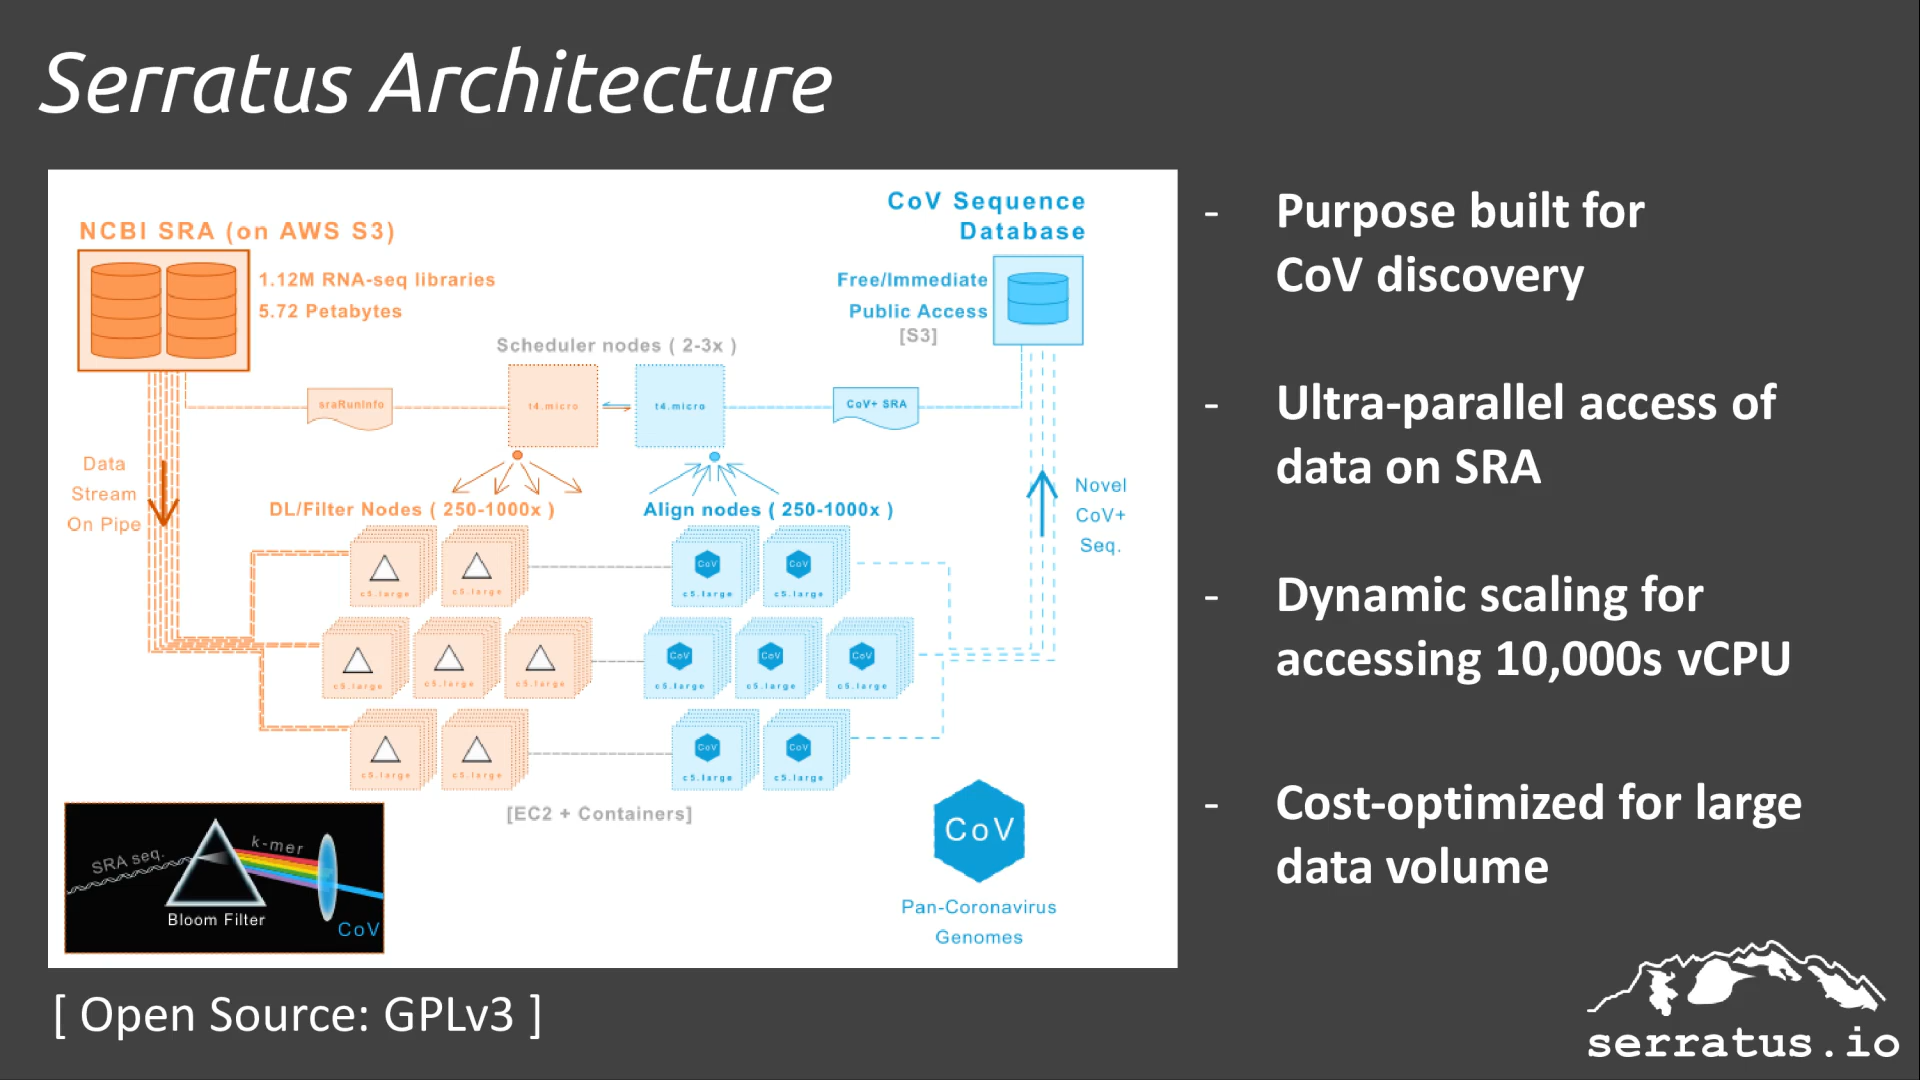 Serratus Architecture
NCBI SRA (on AWS S3)
1.12M RNA-seq libraries
5.72 Petabytes
CoV Sequence
Database
Free/Immediate
Public Access
[S3]
Scheduler nodes ( 2-3x )
sraRunInfo
t4.micro
t4.micro
CoV+ SRA
Data
Stream
On Pipe
DL/Filter Nodes ( 250-1000x )
Align nodes ( 250-1000x )
Novel
CoV+
Seq.
c5.large
c5.large
CoV
c5.large
CoV
c5.large
c5.large
c5.large
c5.large
CoV
c5.large
CoV
c5.large
CoV
c5.large
c5.large
c5.large
CoV
c5.large
CoV
c5.large
[EC2 + Containers]
SRA seq.
k-mer
Bloom Filter
CoV
CoV
Pan-Coronavirus
Genomes
- Purpose built for
CoV discovery
- Ultra-parallel access of
data on SRA
- Dynamic scaling for
accessing 10,000s vCPU
- Cost-optimized for large
data volume
[ Open Source: GPLv3 ]
serratus.io